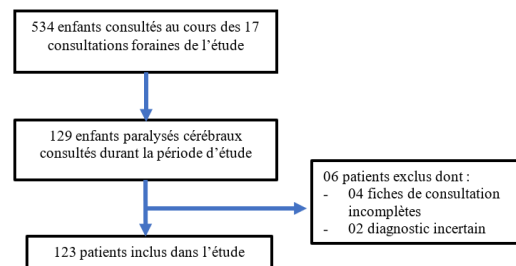 534 enfants consultés au cours des 17
consultations foraines de l’étude
129 enfants paralysés cérébraux
consultés durant la période d’étude
06 patients exclus dont :
- 04 fiches de consultation
incomplètes
- 02 diagnostic incertain
123 patients inclus dans l’étude